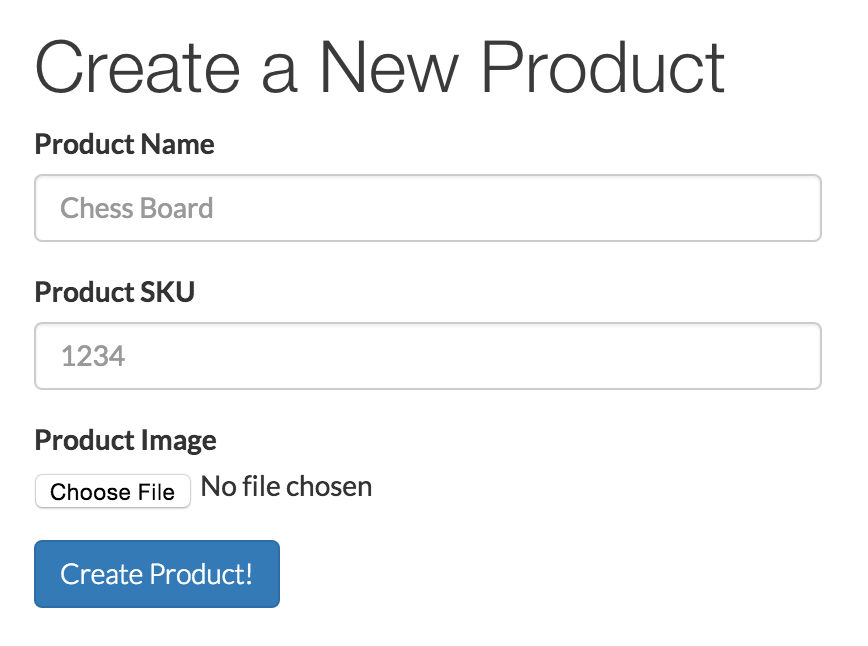 Create a New Product
Product Name
Chess Board
Product SKU
1234
Product Image
Choose File No file chosen
Create Product!